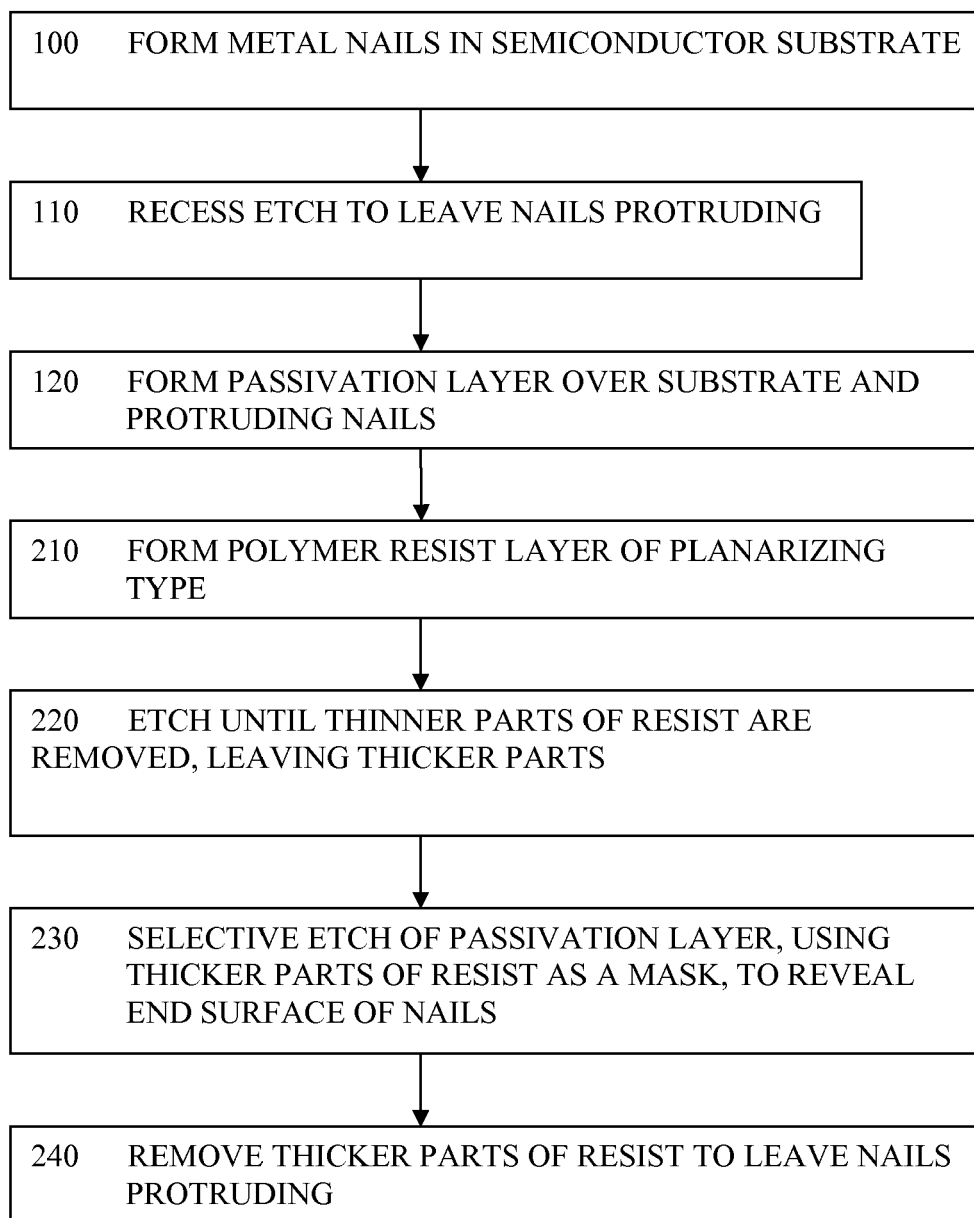 100 FORM METAL NAILS IN SEMICONDUCTOR SUBSTRATE
110 RECESS ETCH TO LEAVE NAILS PROTRUDING
120 FORM PASSIVATION LAYER OVER SUBSTRATE AND
PROTRUDING NAILS
210 FORM POLYMER RESIST LAYER OF PLANARIZING
TYPE
220 ETCH UNTIL THINNER PARTS OF RESIST ARE
REMOVED, LEAVING THICKER PARTS
230 SELECTIVE ETCH OF PASSIVATION LAYER, USING
THICKER PARTS OF RESIST AS A MASK, TO REVEAL
END SURFACE OF NAILS
240 REMOVE THICKER PARTS OF RESIST TO LEAVE NAILS
PROTRUDING